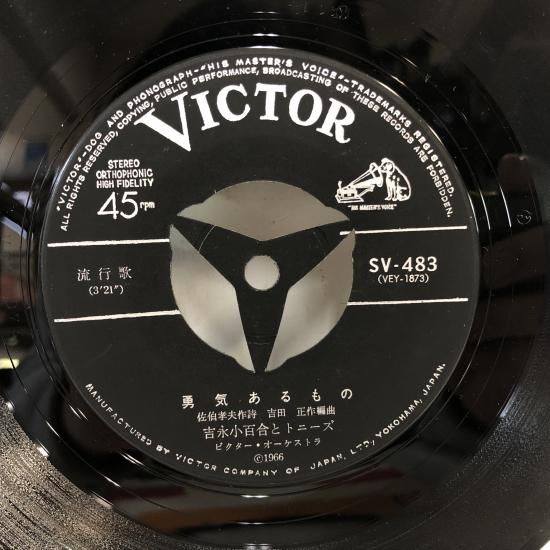 "VICTOR"-DOG AND PHONOGRAPH-"HIS MASTER'S VOICE"-TRADEMARKS REGISTERED.
ALL RIGHTS RESERVED, COPYING, PUBLIC PERFORMANCE, BROADCASTING OF THESE RECORDS ARE FORBIDDEN.
VICTOR
STEREO
ORTHOPHONIC
HIGH FIDELITY
45rpm
"HIS MASTER'S VOICE"
流行歌
(3'21")
SV-483
(VEY-1873)
勇気あるもの
佐伯孝夫作詩 吉田 正作編曲
吉永小百合とトニーズ
ビクター・オーケストラ
Ⓒ1966
MANUFACTURED BY VICTOR COMPANY OF JAPAN, LTD., YOKOHAMA, JAPAN.